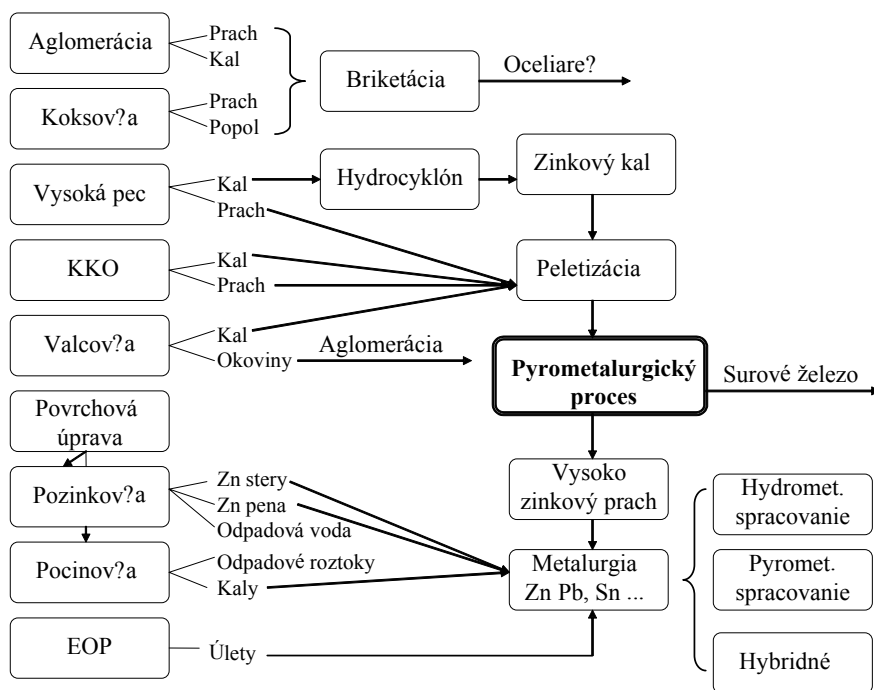 Aglomerácia
Prach
Kal
Briketácia
Oceliare?
Koksov?a
Prach
Popol
Vysoká pec
Kal
Prach
Hydrocyklón
Zinkový kal
KKO
Kal
Prach
Peletizácia
Valcov?a
Kal
Okoviny
Aglomerácia
Pyrometalurgický
proces
Surové železo
Povrchová
úprava
Pozinkov?a
Zn stery
Zn pena
Odpadová voda
Vysoko
zinkový prach
Hydromet.
spracovanie
Pocinov?a
Odpadové roztoky
Kaly
Metalurgia
Zn Pb, Sn ...
Pyromet.
spracovanie
EOP
Úlety
Hybridné